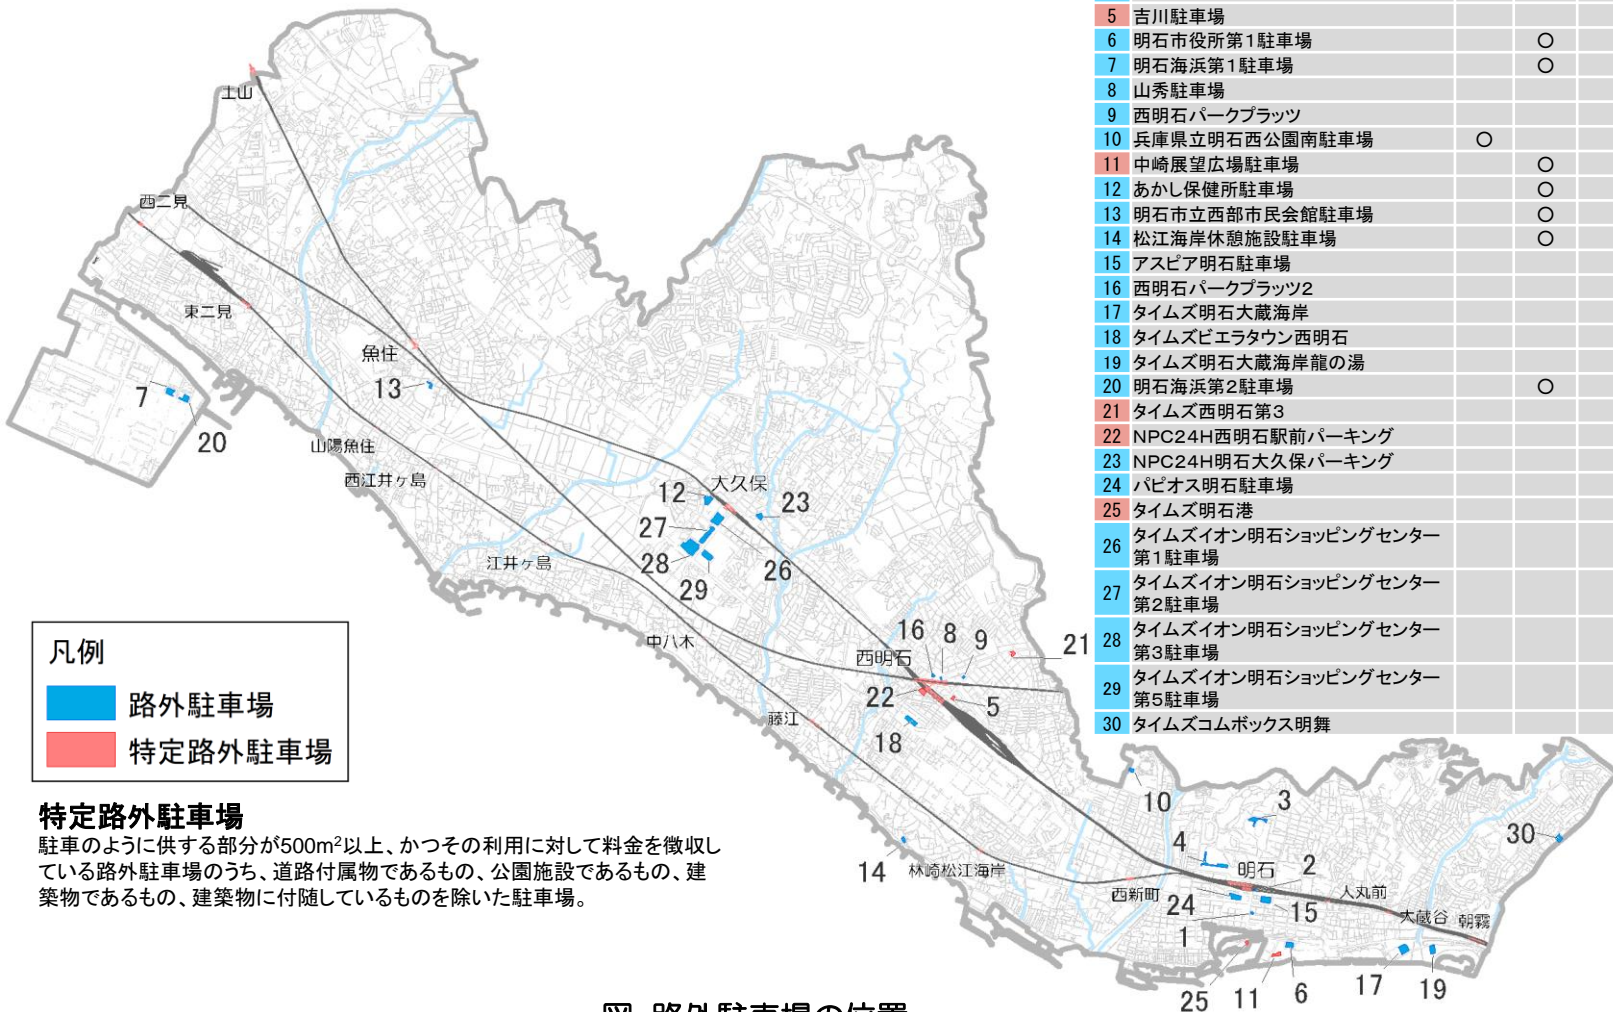 5 吉川駐車場
6 明石市役所第1駐車場 ○
7 明石海浜第1駐車場 ○
8 山秀駐車場
9 西明石パークプラッツ
10 兵庫県立明石西公園南駐車場 ○
11 中崎展望広場駐車場 ○
12 あかし保健所駐車場 ○
13 明石市立西部市民会館駐車場 ○
14 松江海岸休憩施設駐車場 ○
15 アスピア明石駐車場
16 西明石パークプラッツ2
17 タイムズ明石大蔵海岸
18 タイムズビエラタウン西明石
19 タイムズ明石大蔵海岸龍の湯
20 明石海浜第2駐車場 ○
21 タイムズ西明石第3
22 NPC24H西明石駅前パーキング
23 NPC24H明石大久保パーキング
24 パピオス明石駐車場
25 タイムズ明石港
26 タイムズイオン明石ショッピングセンター
第1駐車場
27 タイムズイオン明石ショッピングセンター
第2駐車場
28 タイムズイオン明石ショッピングセンター
第3駐車場
29 タイムズイオン明石ショッピングセンター
第5駐車場
30 タイムズコムボックス明舞
土山
西二見
東二見
魚住
13
7
20
山陽魚住
西江井ヶ島
大久保
12
23
27
28
26
29
江井ヶ島
中八木
16
8
9
21
西明石
22
5
藤江
18
10
3
30
4
明石
2
14
林崎松江海岸
西新町
24
15
人丸前
大蔵谷
朝霧
1
25
11
6
17
19
凡例
路外駐車場
特定路外駐車場
特定路外駐車場
駐車のように供する部分が500m²以上、かつその利用に対して料金を徴収し
ている路外駐車場のうち、道路付属物であるもの、公園施設であるもの、建
築物であるもの、建築物に付随しているものを除いた駐車場。
図 路外駐車場の位置